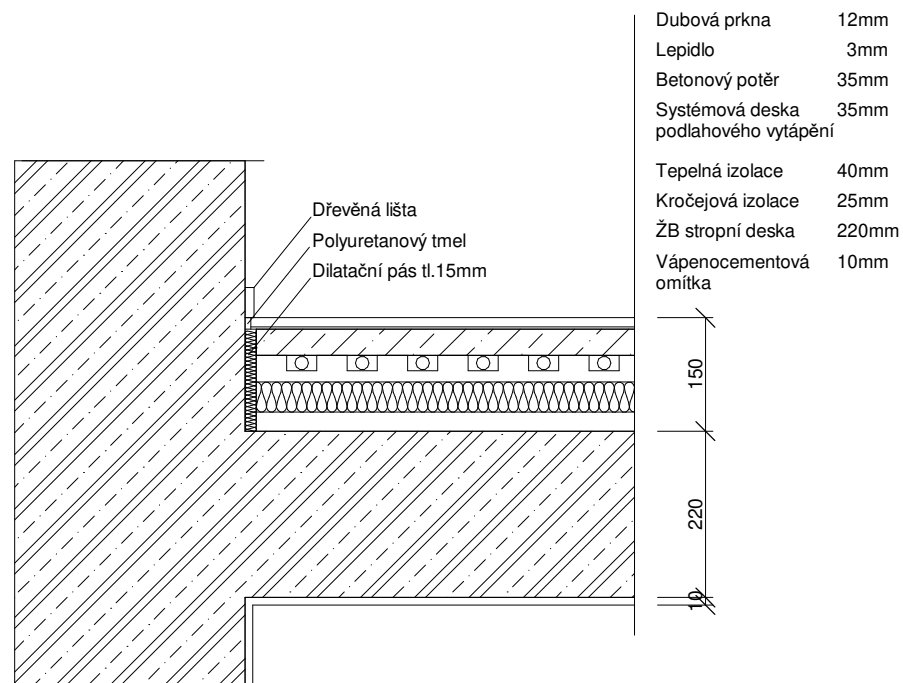 Dubová prkna 12mm
Lepidlo 3mm
Betonový potěr 35mm
Systémová deska 35mm
podlahového vytápění
Tepelná izolace 40mm
Kročejová izolace 25mm
ŽB stropní deska 220mm
Vápenocementová 10mm
omítka
Dřevěná lišta
Polyuretanový tmel
Dilatační pás tl.15mm
150
220
10